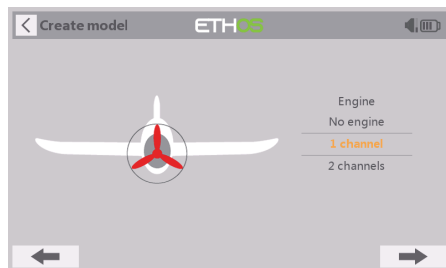 Create model
ETHOS
Engine
No engine
1 channel
2 channels